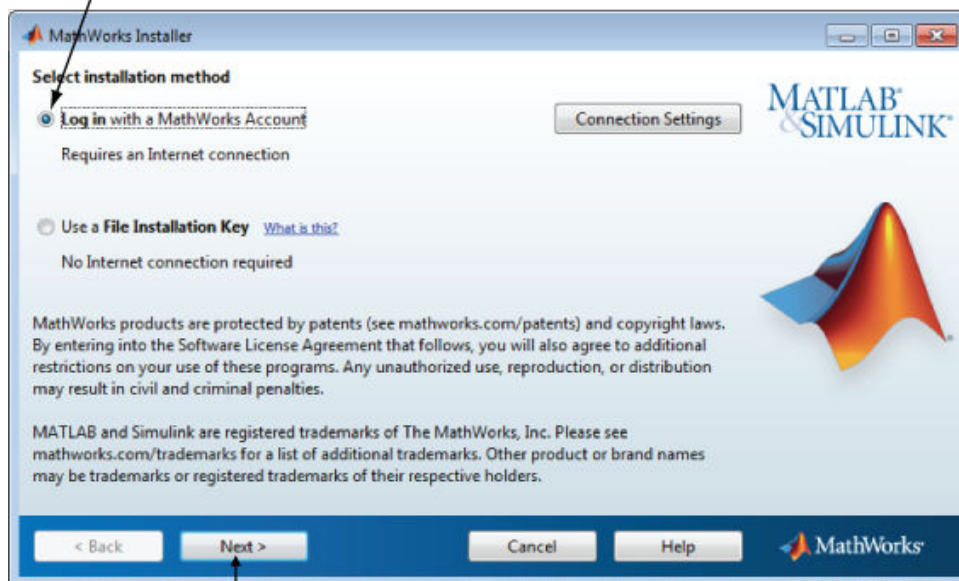 MathWorks Installer
Select installation method
Log in with a MathWorks Account
Connection Settings
MATLAB®
&SIMULINK®
Requires an Internet connection
Use a File Installation Key What is this?
No Internet connection required
MathWorks products are protected by patents (see mathworks.com/patents) and copyright laws.
By entering into the Software License Agreement that follows, you will also agree to additional
restrictions on your use of these programs. Any unauthorized use, reproduction, or distribution
may result in civil and criminal penalties.
MATLAB and Simulink are registered trademarks of The MathWorks, Inc. Please see
mathworks.com/trademarks for a list of additional trademarks. Other product or brand names
may be trademarks or registered trademarks of their respective holders.
< Back
Next >
Cancel
Help
MathWorks®